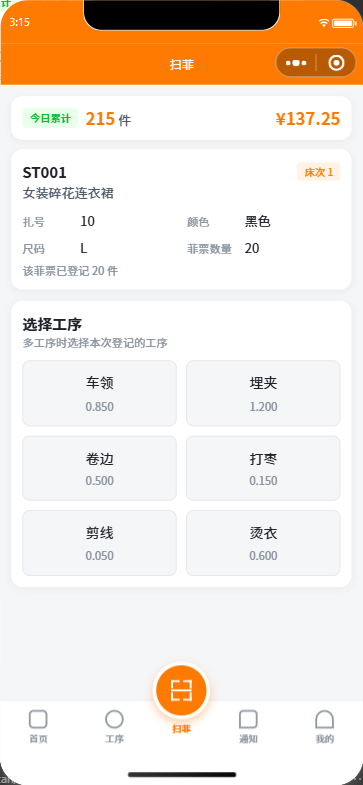 3:15
扫菲
今日累计 215 件 ¥137.25
ST001 床次 1
女装碎花连衣裙
扎号 10 颜色 黑色
尺码 L 菲票数量 20
该菲票已登记 20 件
选择工序
多工序时选择本次登记的工序
车领 埋夹
0.850 1.200
卷边 打枣
0.500 0.150
剪线 烫衣
0.050 0.600
首页 工序 扫菲 通知 我的